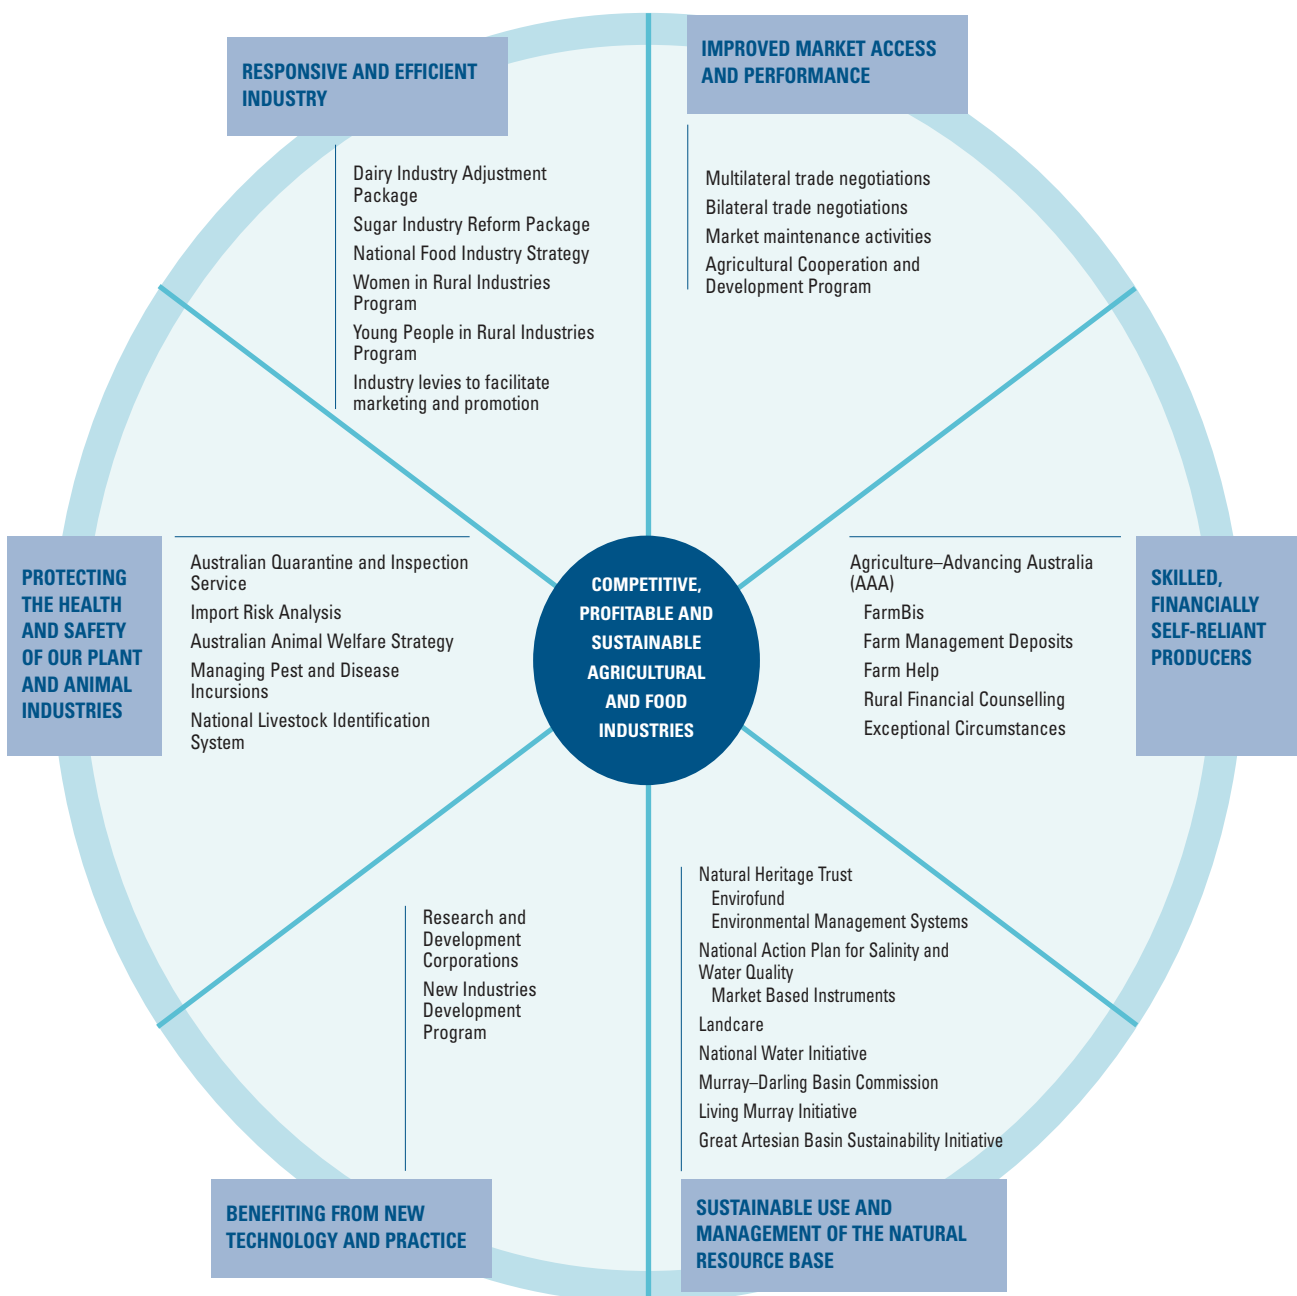 RESPONSIVE AND EFFICIENT
INDUSTRY
Dairy Industry Adjustment
Package
Sugar Industry Reform Package
National Food Industry Strategy
Women in Rural Industries
Program
Young People in Rural Industries
Program
Industry levies to facilitate
marketing and promotion
IMPROVED MARKET ACCESS
AND PERFORMANCE
Multilateral trade negotiations
Bilateral trade negotiations
Market maintenance activities
Agricultural Cooperation and
Development Program
PROTECTING
THE HEALTH
AND SAFETY
OF OUR PLANT
AND ANIMAL
INDUSTRIES
Australian Quarantine and Inspection
Service
Import Risk Analysis
Australian Animal Welfare Strategy
Managing Pest and Disease
Incursions
National Livestock Identification
System
COMPETITIVE,
PROFITABLE AND
SUSTAINABLE
AGRICULTURAL
AND FOOD
INDUSTRIES
Agriculture–Advancing Australia
(AAA)
FarmBis
Farm Management Deposits
Farm Help
Rural Financial Counselling
Exceptional Circumstances
SKILLED,
FINANCIALLY
SELF-RELIANT
PRODUCERS
Research and
Development
Corporations
New Industries
Development
Program
BENEFITING FROM NEW
TECHNOLOGY AND PRACTICE
Natural Heritage Trust
Envirofund
Environmental Management Systems
National Action Plan for Salinity and
Water Quality
Market Based Instruments
Landcare
National Water Initiative
Murray–Darling Basin Commission
Living Murray Initiative
Great Artesian Basin Sustainability Initiative
SUSTAINABLE USE AND
MANAGEMENT OF THE NATURAL
RESOURCE BASE